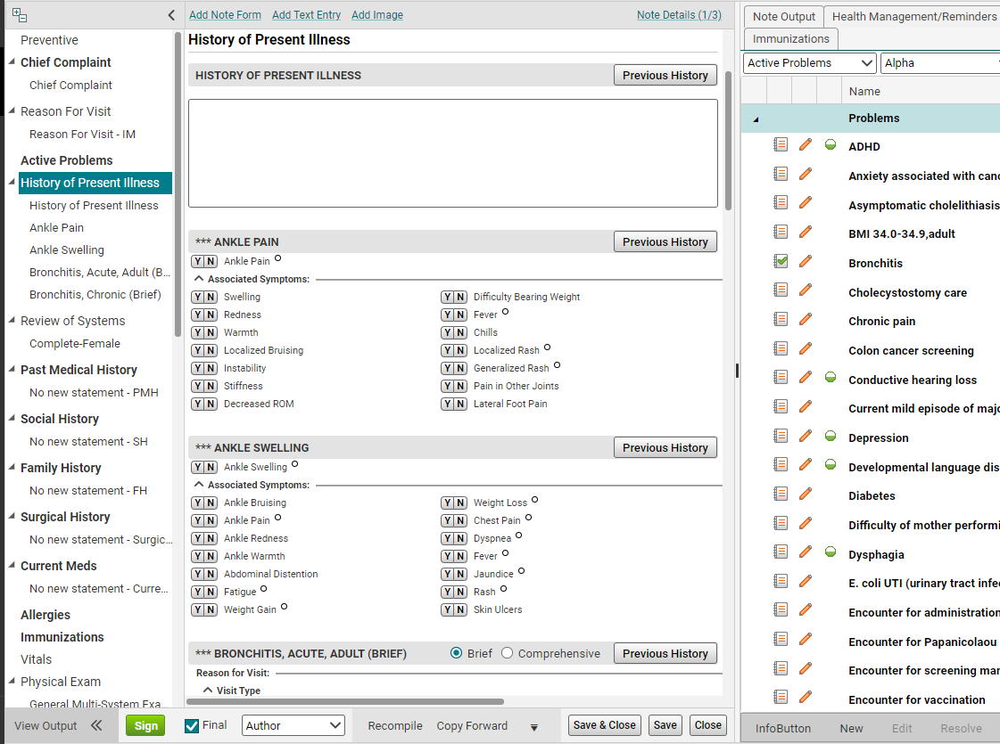 Preventive
Chief Complaint
Chief Complaint
Reason For Visit
Reason For Visit - IM
Active Problems
History of Present Illness
History of Present Illness
Ankle Pain
Ankle Swelling
Bronchitis, Acute, Adult (B...
Bronchitis, Chronic (Brief)
Review of Systems
Complete-Female
Past Medical History
No new statement - PMH
Social History
No new statement - SH
Family History
No new statement - FH
Surgical History
No new statement - Surgic...
Current Meds
No new statement - Curre...
Allergies
Immunizations
Vitals
Physical Exam
General Multi-System Exa...
Add Note Form Add Text Entry Add Image Note Details (1/3)
History of Present Illness
HISTORY OF PRESENT ILLNESS Previous History
*** ANKLE PAIN Previous History
Y N Ankle Pain
Associated Symptoms:
Y N Swelling Y N Difficulty Bearing Weight
Y N Redness Y N Fever
Y N Warmth Y N Chills
Y N Localized Bruising Y N Localized Rash
Y N Instability Y N Generalized Rash
Y N Stiffness Y N Pain in Other Joints
Y N Decreased ROM Y N Lateral Foot Pain
*** ANKLE SWELLING Previous History
Y N Ankle Swelling
Associated Symptoms:
Y N Ankle Bruising Y N Weight Loss
Y N Ankle Pain Y N Chest Pain
Y N Ankle Redness Y N Dyspnea
Y N Ankle Warmth Y N Fever
Y N Abdominal Distention Y N Jaundice
Y N Fatigue Y N Rash
Y N Weight Gain Y N Skin Ulcers
*** BRONCHITIS, ACUTE, ADULT (BRIEF) Brief Comprehensive Previous History
Reason for Visit:
Visit Type
Note Output Health Management/Reminders
Immunizations
Active Problems Alpha
Name
Problems
ADHD
Anxiety associated with canc
Asymptomatic cholelithiasis
BMI 34.0-34.9,adult
Bronchitis
Cholecystostomy care
Chronic pain
Colon cancer screening
Conductive hearing loss
Current mild episode of majo
Depression
Developmental language dis
Diabetes
Difficulty of mother performi
Dysphagia
E. coli UTI (urinary tract infec
Encounter for administration
Encounter for Papanicolaou
Encounter for screening mar
Encounter for vaccination
View Output Sign Final Author Recompile Copy Forward Save & Close Save Close
InfoButton New Edit Resolve